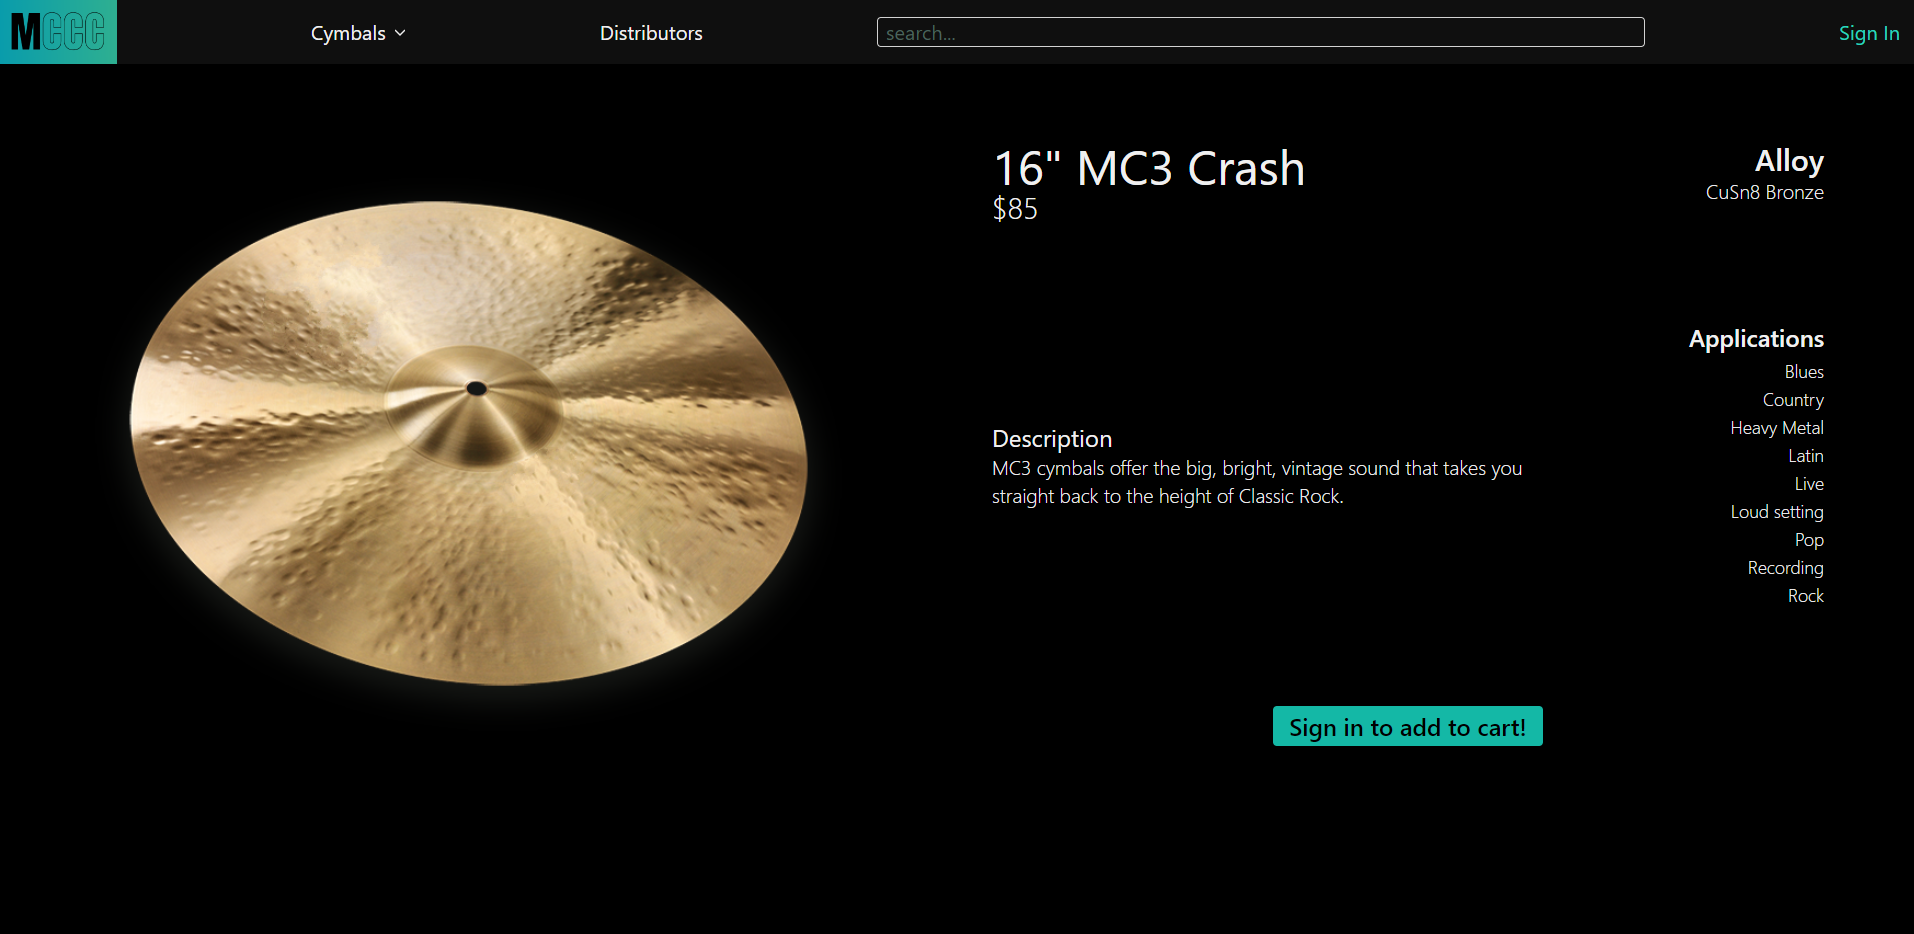 MCCC
Cymbals
Distributors
search...
Sign In
16" MC3 Crash
$85
Alloy
CuSn8 Bronze
Applications
Blues
Country
Heavy Metal
Latin
Live
Loud setting
Pop
Recording
Rock
Description
MC3 cymbals offer the big, bright, vintage sound that takes you
straight back to the height of Classic Rock.
Sign in to add to cart!